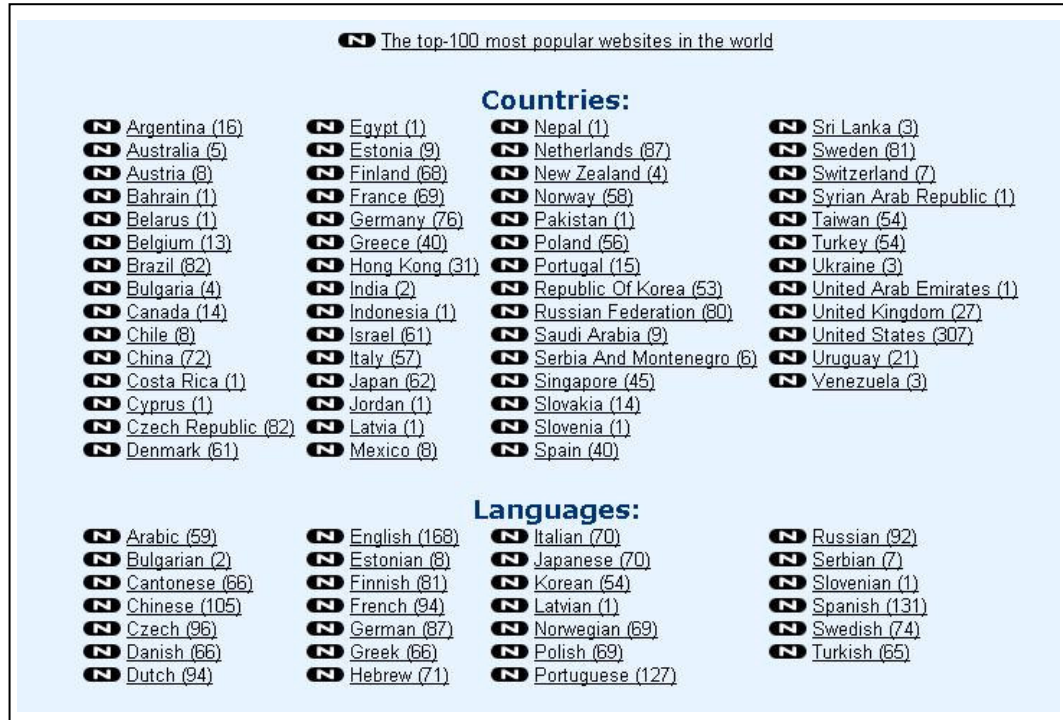 The top-100 most popular websites in the world
Countries:
Argentina (16)
Australia (5)
Austria (8)
Bahrain (1)
Belarus (1)
Belgium (13)
Brazil (82)
Bulgaria (4)
Canada (14)
Chile (8)
China (72)
Costa Rica (1)
Cyprus (1)
Czech Republic (82)
Denmark (61)
Egypt (1)
Estonia (9)
Finland (68)
France (69)
Germany (76)
Greece (40)
Hong Kong (31)
India (2)
Indonesia (1)
Israel (61)
Italy (57)
Japan (62)
Jordan (1)
Latvia (1)
Mexico (8)
Nepal (1)
Netherlands (87)
New Zealand (4)
Norway (58)
Pakistan (1)
Poland (56)
Portugal (15)
Republic Of Korea (53)
Russian Federation (80)
Saudi Arabia (9)
Serbia And Montenegro (6)
Singapore (45)
Slovakia (14)
Slovenia (1)
Spain (40)
Sri Lanka (3)
Sweden (81)
Switzerland (7)
Syrian Arab Republic (1)
Taiwan (54)
Turkey (54)
Ukraine (3)
United Arab Emirates (1)
United Kingdom (27)
United States (307)
Uruguay (21)
Venezuela (3)
Languages:
Arabic (59)
Bulgarian (2)
Cantonese (66)
Chinese (105)
Czech (96)
Danish (66)
Dutch (94)
English (168)
Estonian (8)
Finnish (81)
French (94)
German (87)
Greek (66)
Hebrew (71)
Italian (70)
Japanese (70)
Korean (54)
Latvian (1)
Norwegian (69)
Polish (69)
Portuguese (127)
Russian (92)
Serbian (7)
Slovenian (1)
Spanish (131)
Swedish (74)
Turkish (65)